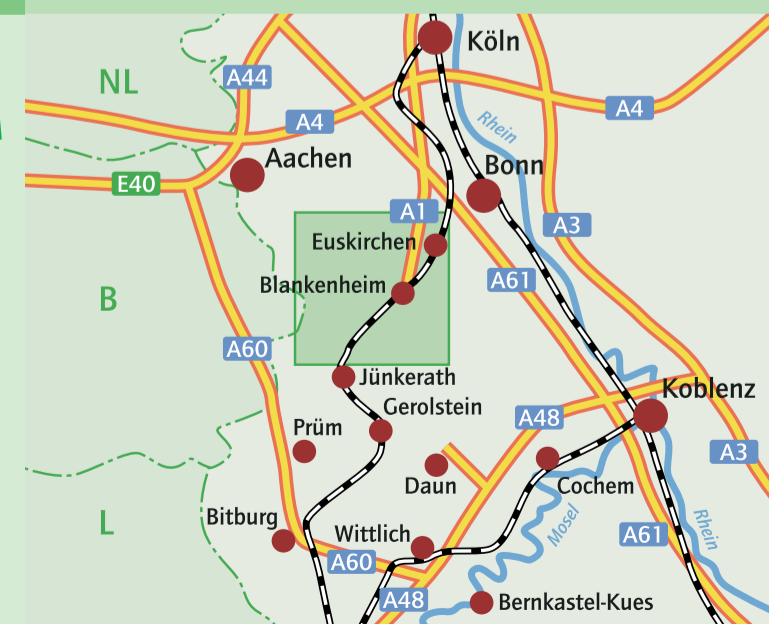 Köln
NL
A44
A4
A4
Rhein
Aachen
Bonn
E40
A1
A3
Euskirchen
A61
Blankenheim
B
A60
Jünkerath
Koblenz
Gerolstein
A48
Prüm
A3
Daun
Cochem
Bitburg
L
Wittlich
Mosel
Rhein
A61
A60
A48
Bernkastel-Kues